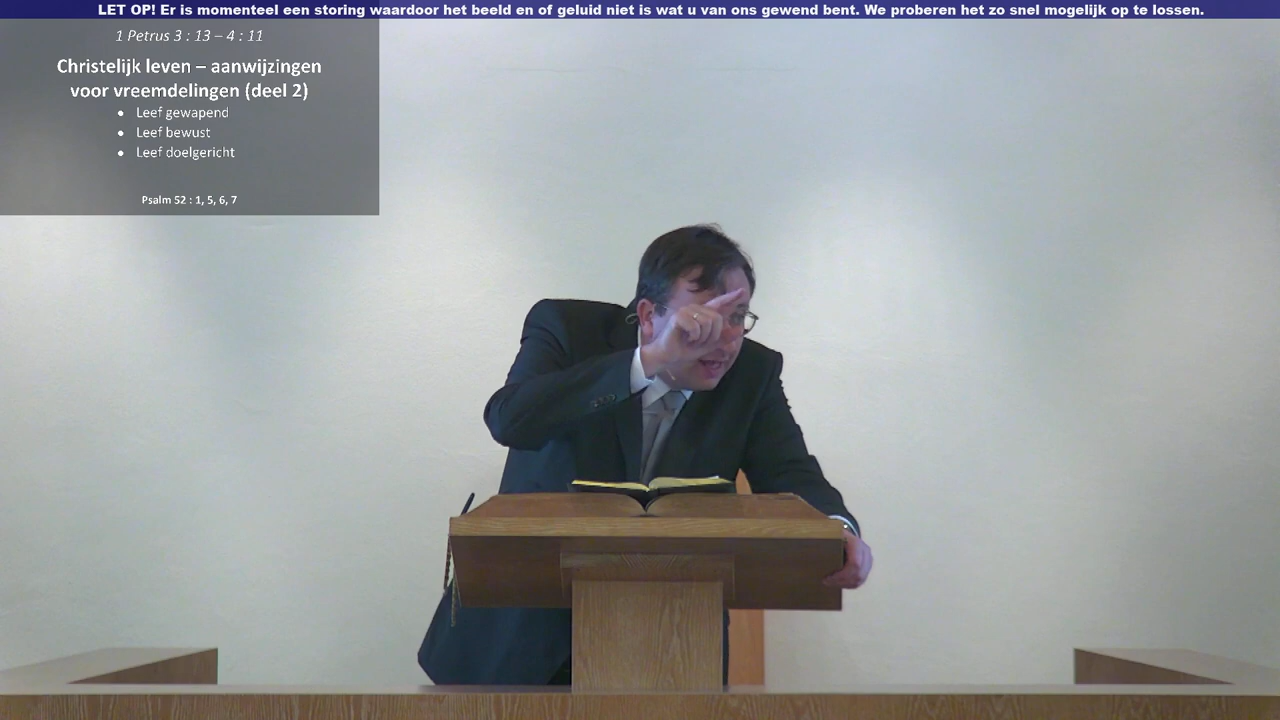 LET OP! Er is momenteel een storing waardoor het beeld en of geluid niet is wat u van ons gewend bent. We proberen het zo snel mogelijk op te lossen.
1 Petrus 3 : 13 – 4 : 11
Christelijk leven – aanwijzingen
voor vreemdelingen (deel 2)
• Leef gewapend
• Leef bewust
• Leef doelgericht
Psalm 52 : 1, 5, 6, 7